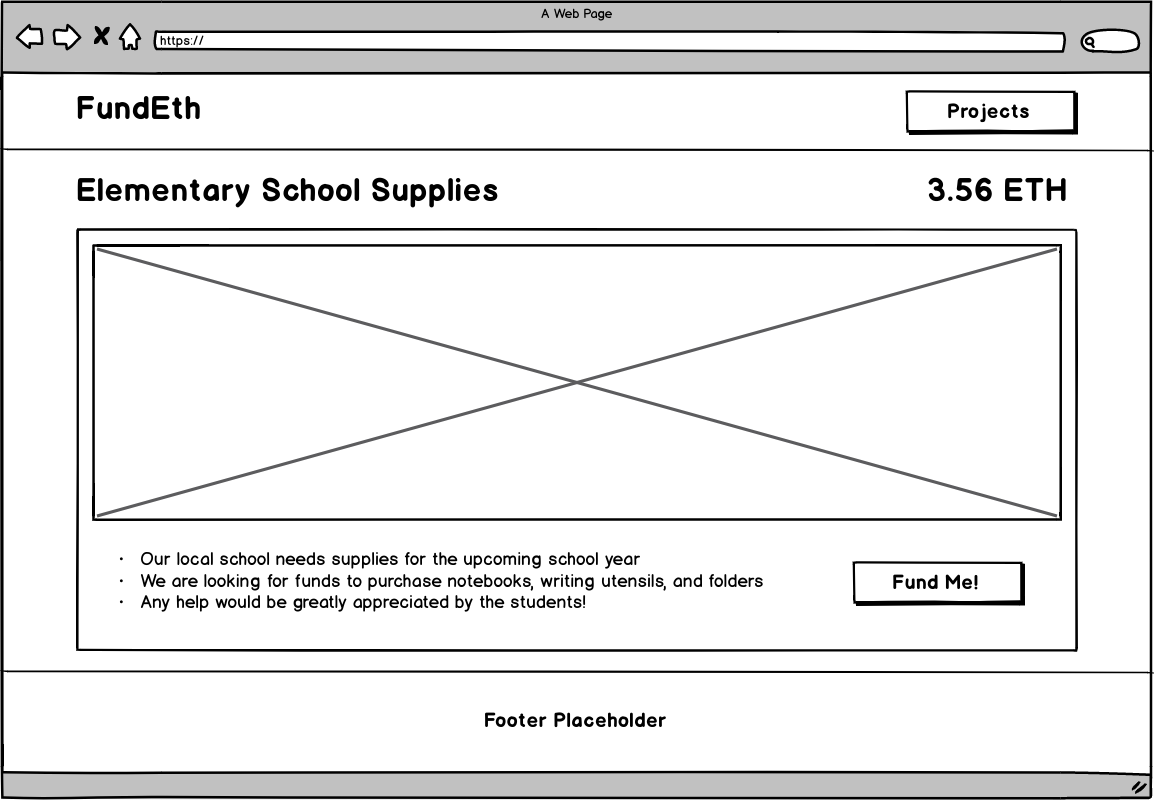 A Web Page
https://
FundEth
Projects
Elementary School Supplies
3.56 ETH
· Our local school needs supplies for the upcoming school year
· We are looking for funds to purchase notebooks, writing utensils, and folders
· Any help would be greatly appreciated by the students!
Fund Me!
Footer Placeholder